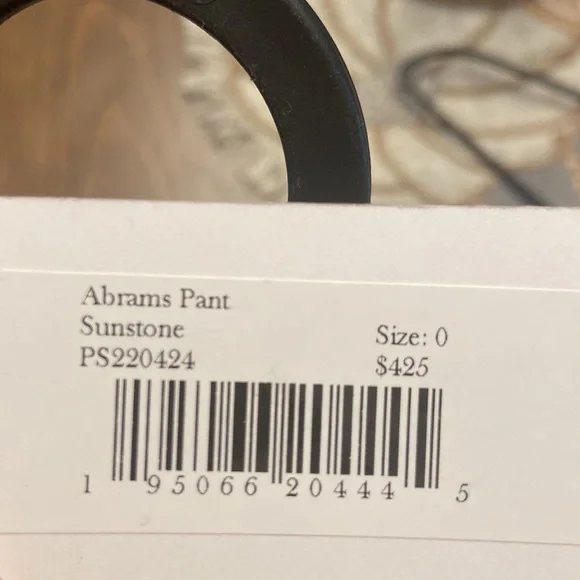 Abrams Pant
Sunstone
Size: 0
PS220424
$425
1 95066 20444 5